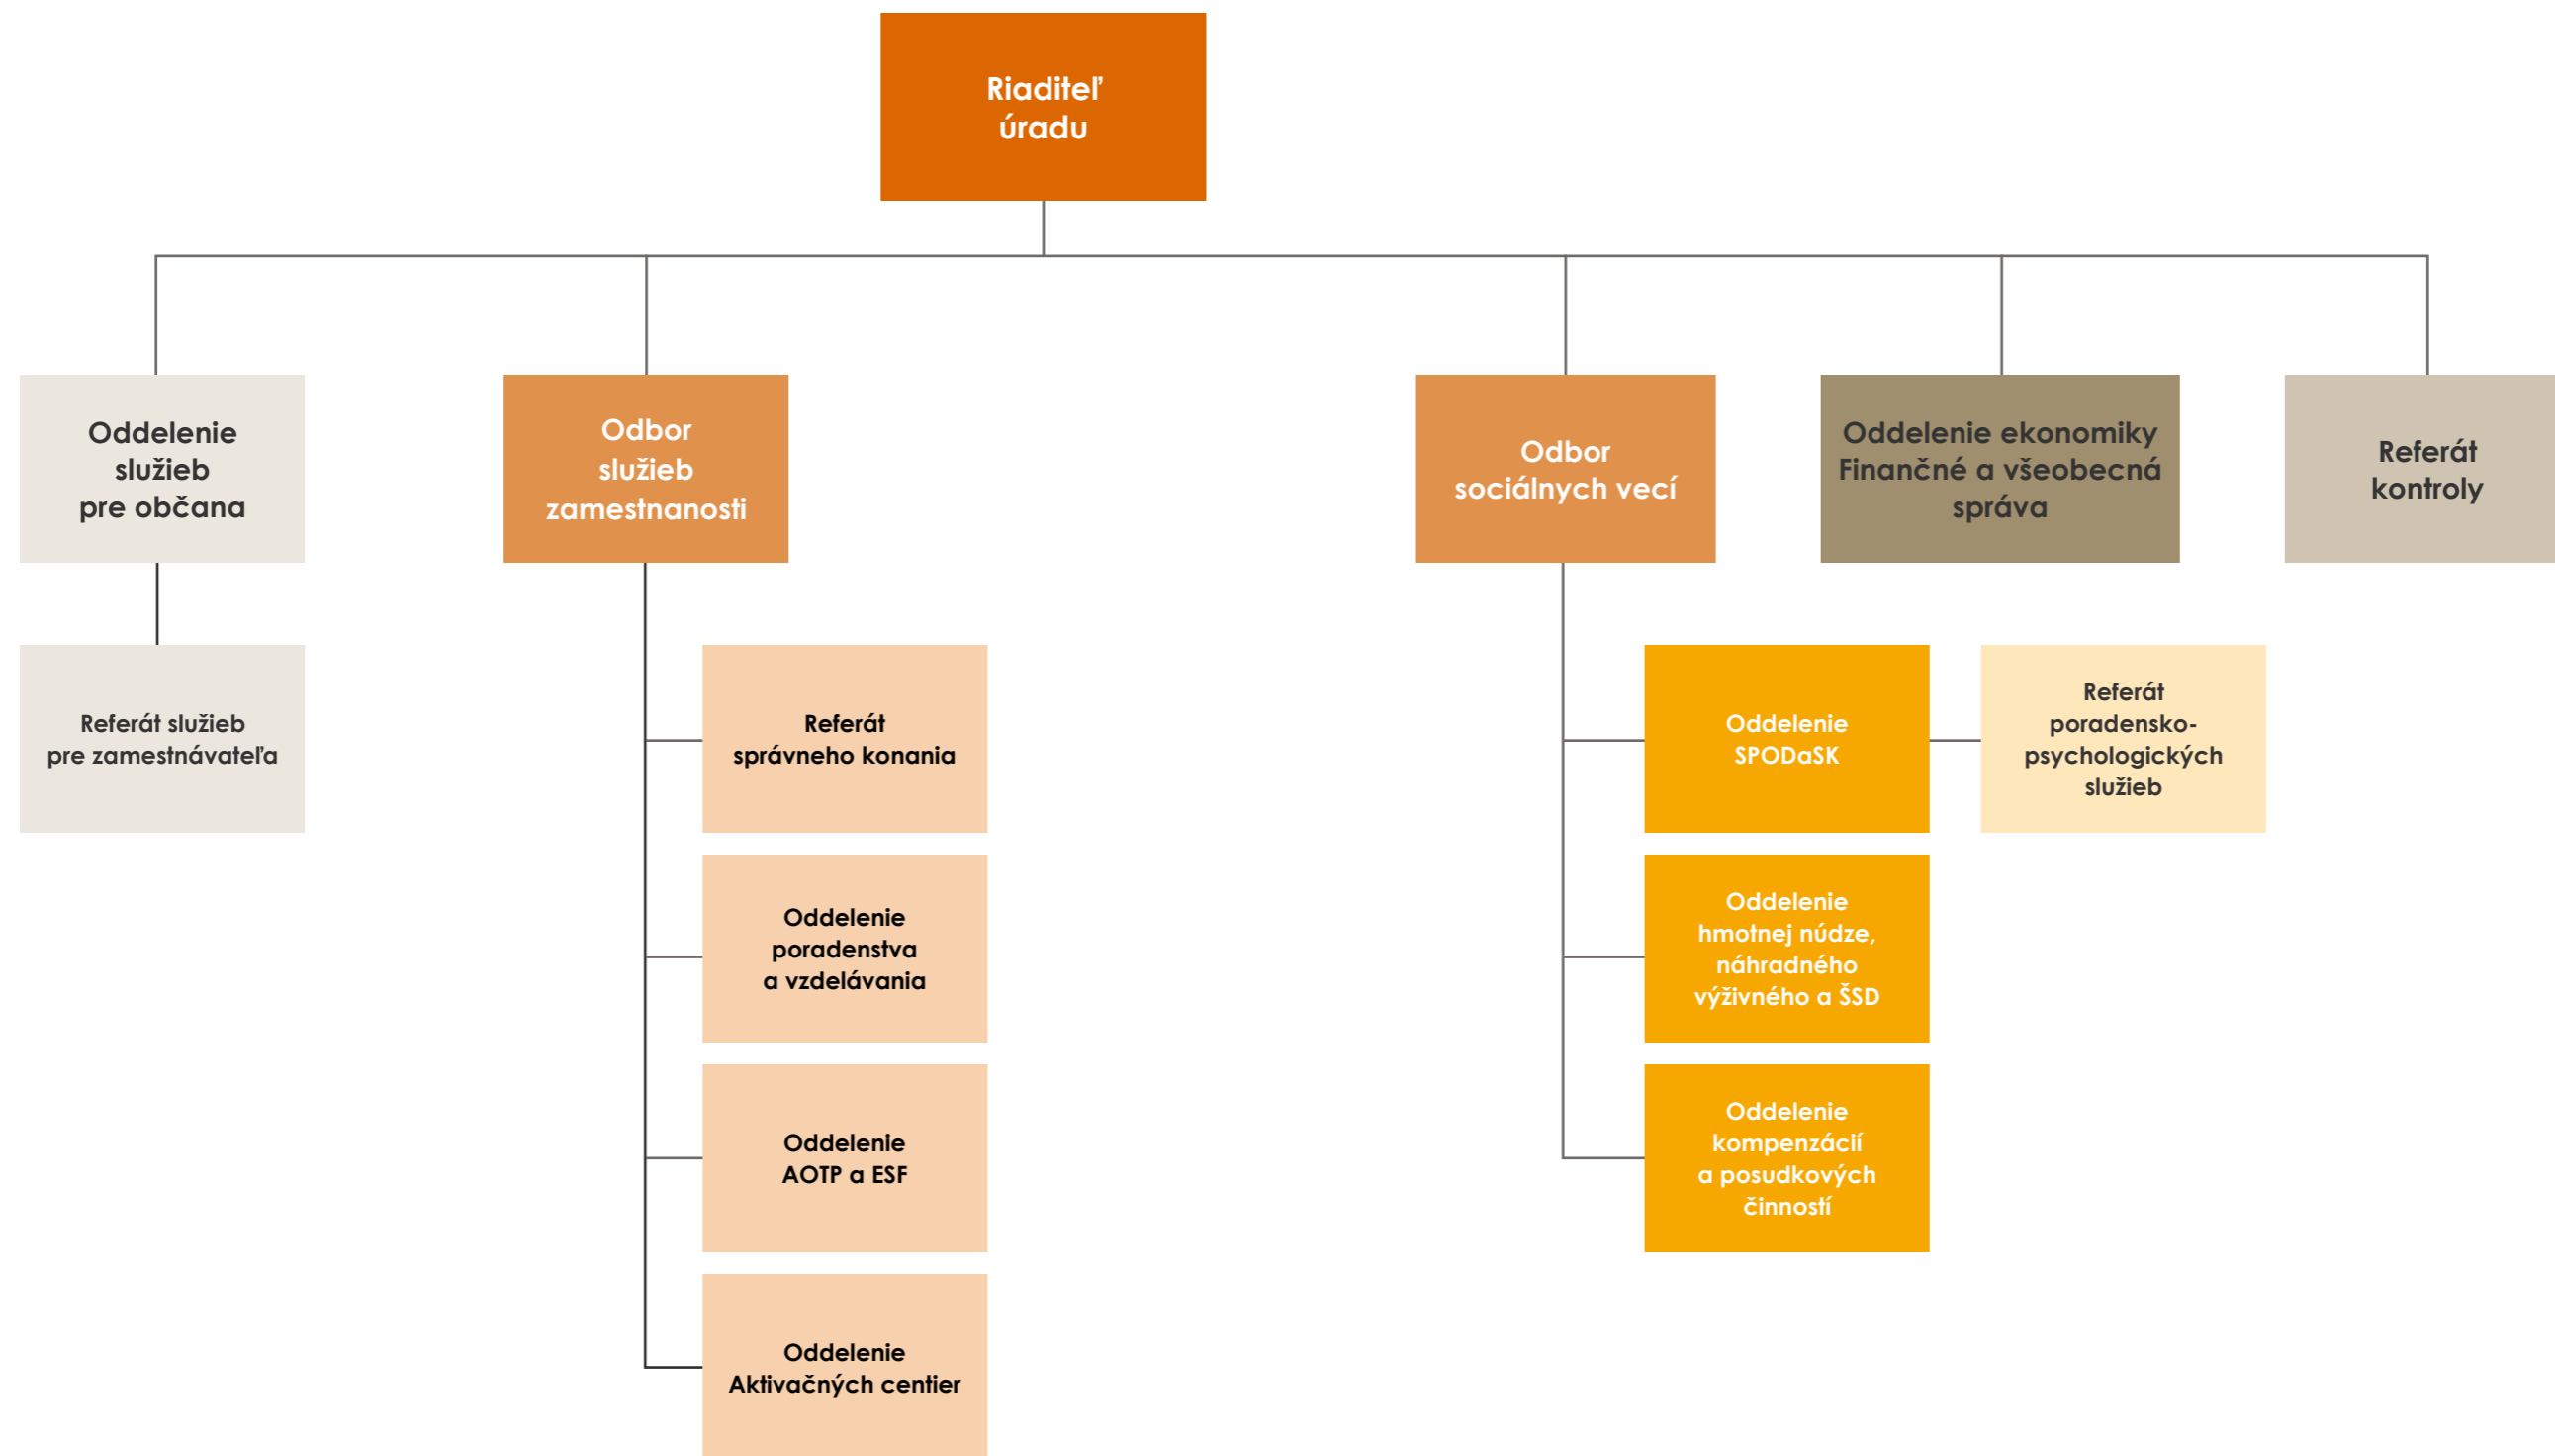 Riaditeľ
úradu
Oddelenie
služieb
pre občana
Odbor
služieb
zamestnanosti
Odbor
sociálnych vecí
Oddelenie ekonomiky
Finančné a všeobecná
správa
Referát
kontroly
Referát služieb
pre zamestnávateľa
Referát
správneho konania
Oddelenie
SPODaSK
Referát
poradensko-
psychologických
služieb
Oddelenie
poradenstva
a vzdelávania
Oddelenie
hmotnej núdze,
náhradného
výživného a ŠSD
Oddelenie
AOTP a ESF
Oddelenie
kompenzácií
a posudkových
činností
Oddelenie
Aktivačných centier